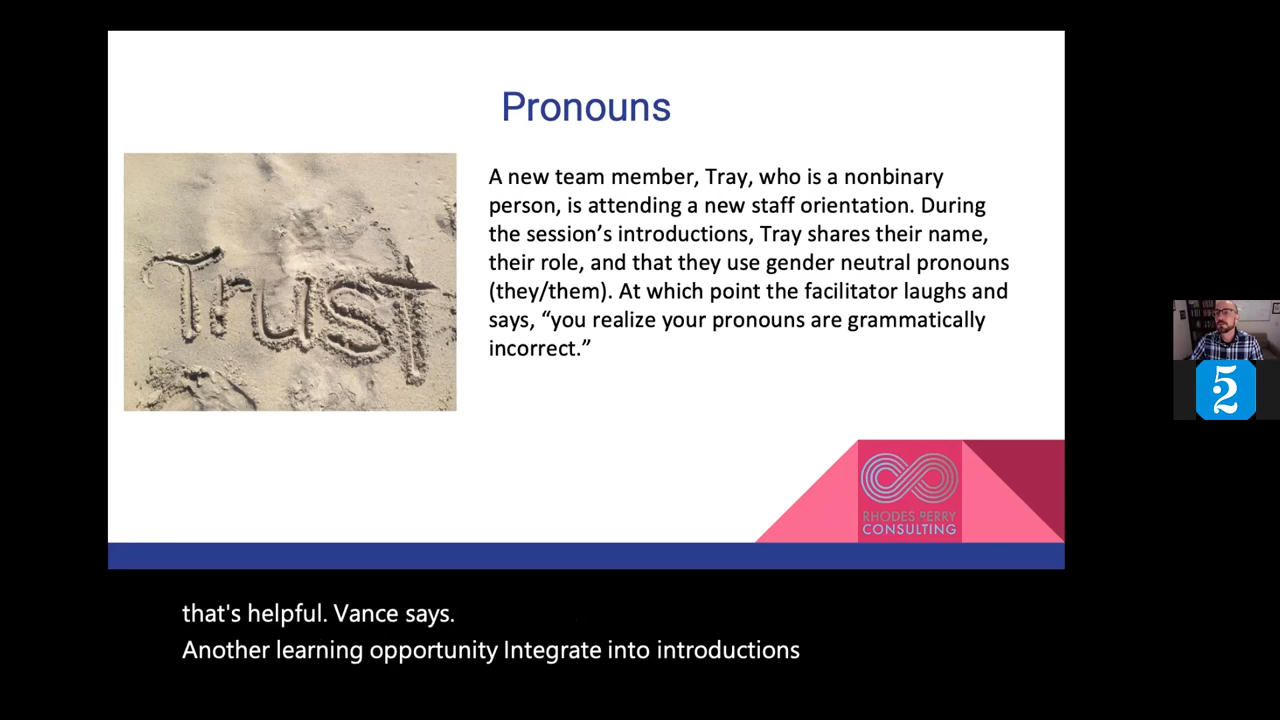 Pronouns
Trust
A new team member, Tray, who is a nonbinary
person, is attending a new staff orientation. During
the session's introductions, Tray shares their name,
their role, and that they use gender neutral pronouns
(they/them). At which point the facilitator laughs and
says, “you realize your pronouns are grammatically
incorrect.”
5
2
RHODES PERRY
CONSULTING
that's helpful. Vance says.
Another learning opportunity Integrate into introductions